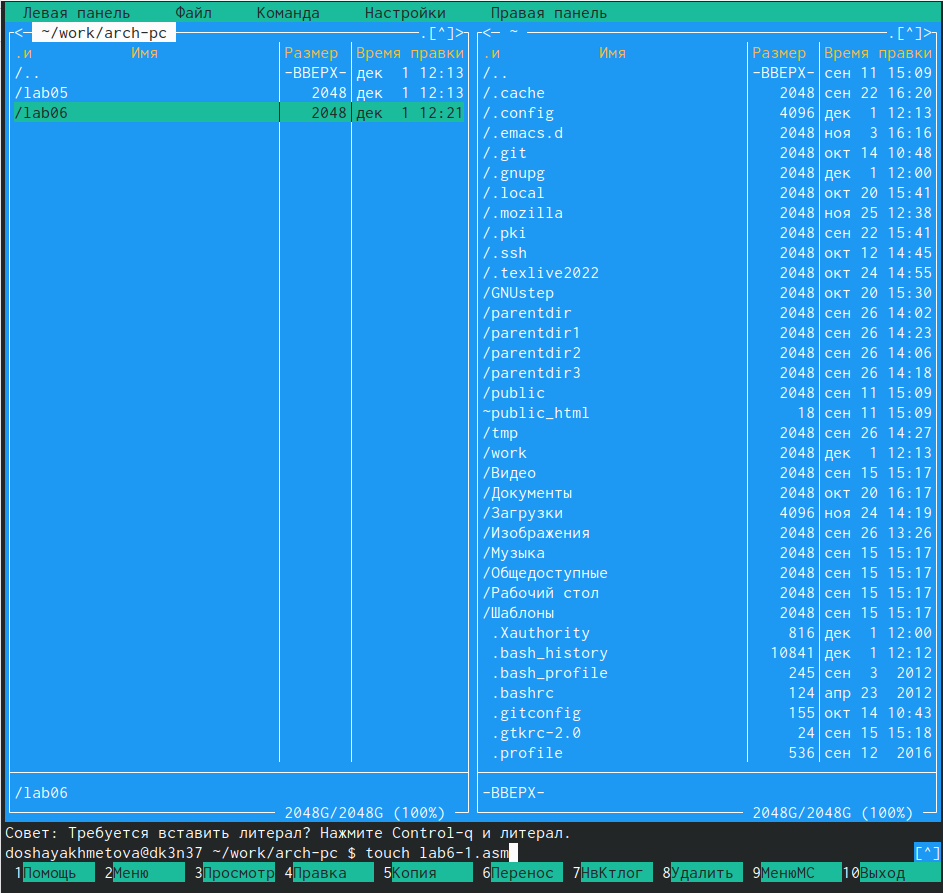 Левая панель Файл Команда Настройки Правая панель
<─ ~/work/arch-pc ─.[^]>
.и Имя Размер Время правки
/.. -ВВЕРХ- дек 1 12:13
/lab05 2048 дек 1 12:13
/lab06 2048 дек 1 12:21
/lab06
2048G/2048G (100%)
<─ ~ ─.[^]>
.и Имя Размер Время правки
/.. -ВВЕРХ- сен 11 15:09
/.cache 2048 сен 22 16:20
/.config 4096 дек 1 12:13
/.emacs.d 2048 ноя 3 16:16
/.git 2048 окт 14 10:48
/.gnupg 2048 дек 1 12:00
/.local 2048 окт 20 15:41
/.mozilla 2048 ноя 25 12:38
/.pki 2048 сен 22 15:41
/.ssh 2048 окт 12 14:45
/.texlive2022 2048 окт 24 14:55
/GNUstep 2048 окт 20 15:30
/parentdir 2048 сен 26 14:02
/parentdir1 2048 сен 26 14:23
/parentdir2 2048 сен 26 14:06
/parentdir3 2048 сен 26 14:18
/public 2048 сен 11 15:09
~public_html 18 сен 11 15:09
/tmp 2048 сен 26 14:27
/work 2048 дек 1 12:13
/Видео 2048 сен 15 15:17
/Документы 2048 окт 20 16:17
/Загрузки 4096 ноя 24 14:19
/Изображения 2048 сен 26 13:26
/Музыка 2048 сен 15 15:17
/Общедоступные 2048 сен 15 15:17
/Рабочий стол 2048 сен 15 15:17
/Шаблоны 2048 сен 15 15:17
.Xauthority 816 дек 1 12:00
.bash_history 10841 дек 1 12:12
.bash_profile 245 сен 3 2012
.bashrc 124 апр 23 2012
.gitconfig 155 окт 14 10:43
.gtkrc-2.0 24 сен 15 15:18
.profile 536 сен 12 2016
-ВВЕРХ-
2048G/2048G (100%)
Совет: Требуется вставить литерал? Нажмите Control-q и литерал.
doshayakhmetova@dk3n37 ~/work/arch-pc $ touch lab6-1.asm [^]
1Помощь 2Меню 3Просмотр 4Правка 5Копия 6Перенос 7НвКтлог 8Удалить 9МенюMC 10Выход